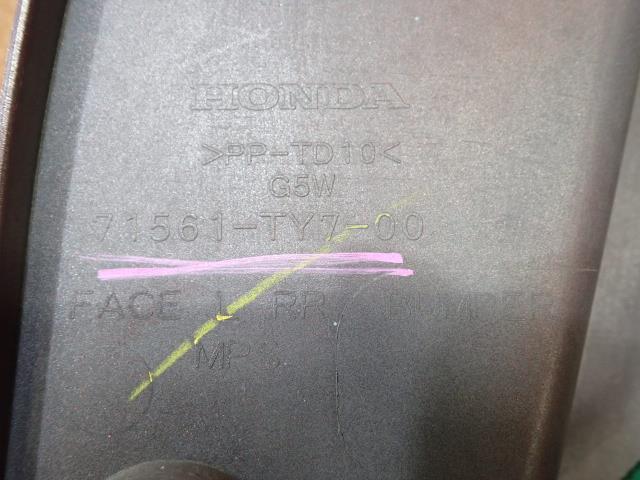 HONDA
>PP-TD10<
G5W
71561-TY7-00
FACE L RR BUMPER
MP